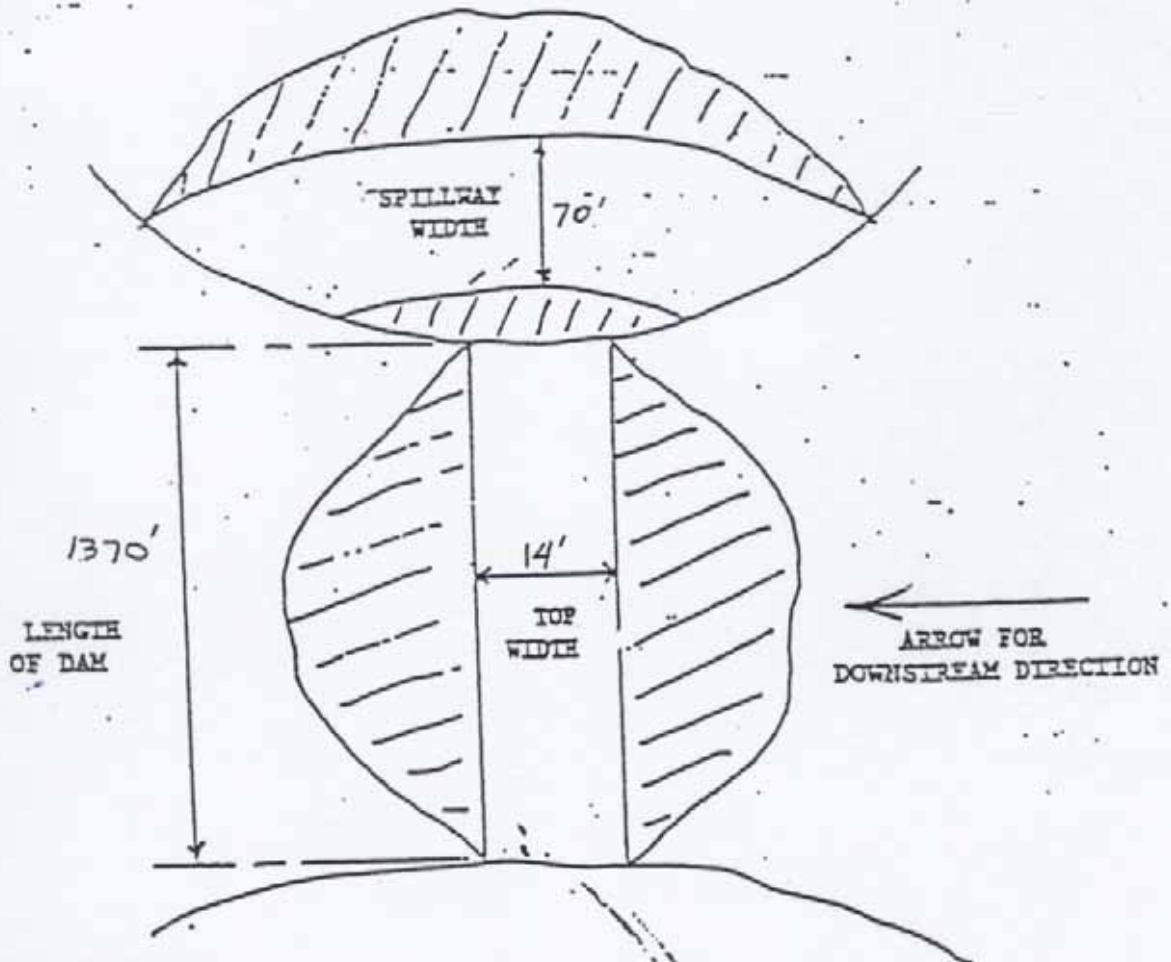 SPILLWAY
WIDTH
70'
1370'
LENGTH
OF DAM
14'
TOP
WIDTH
ARROW FOR
DOWNSTREAM DIRECTION